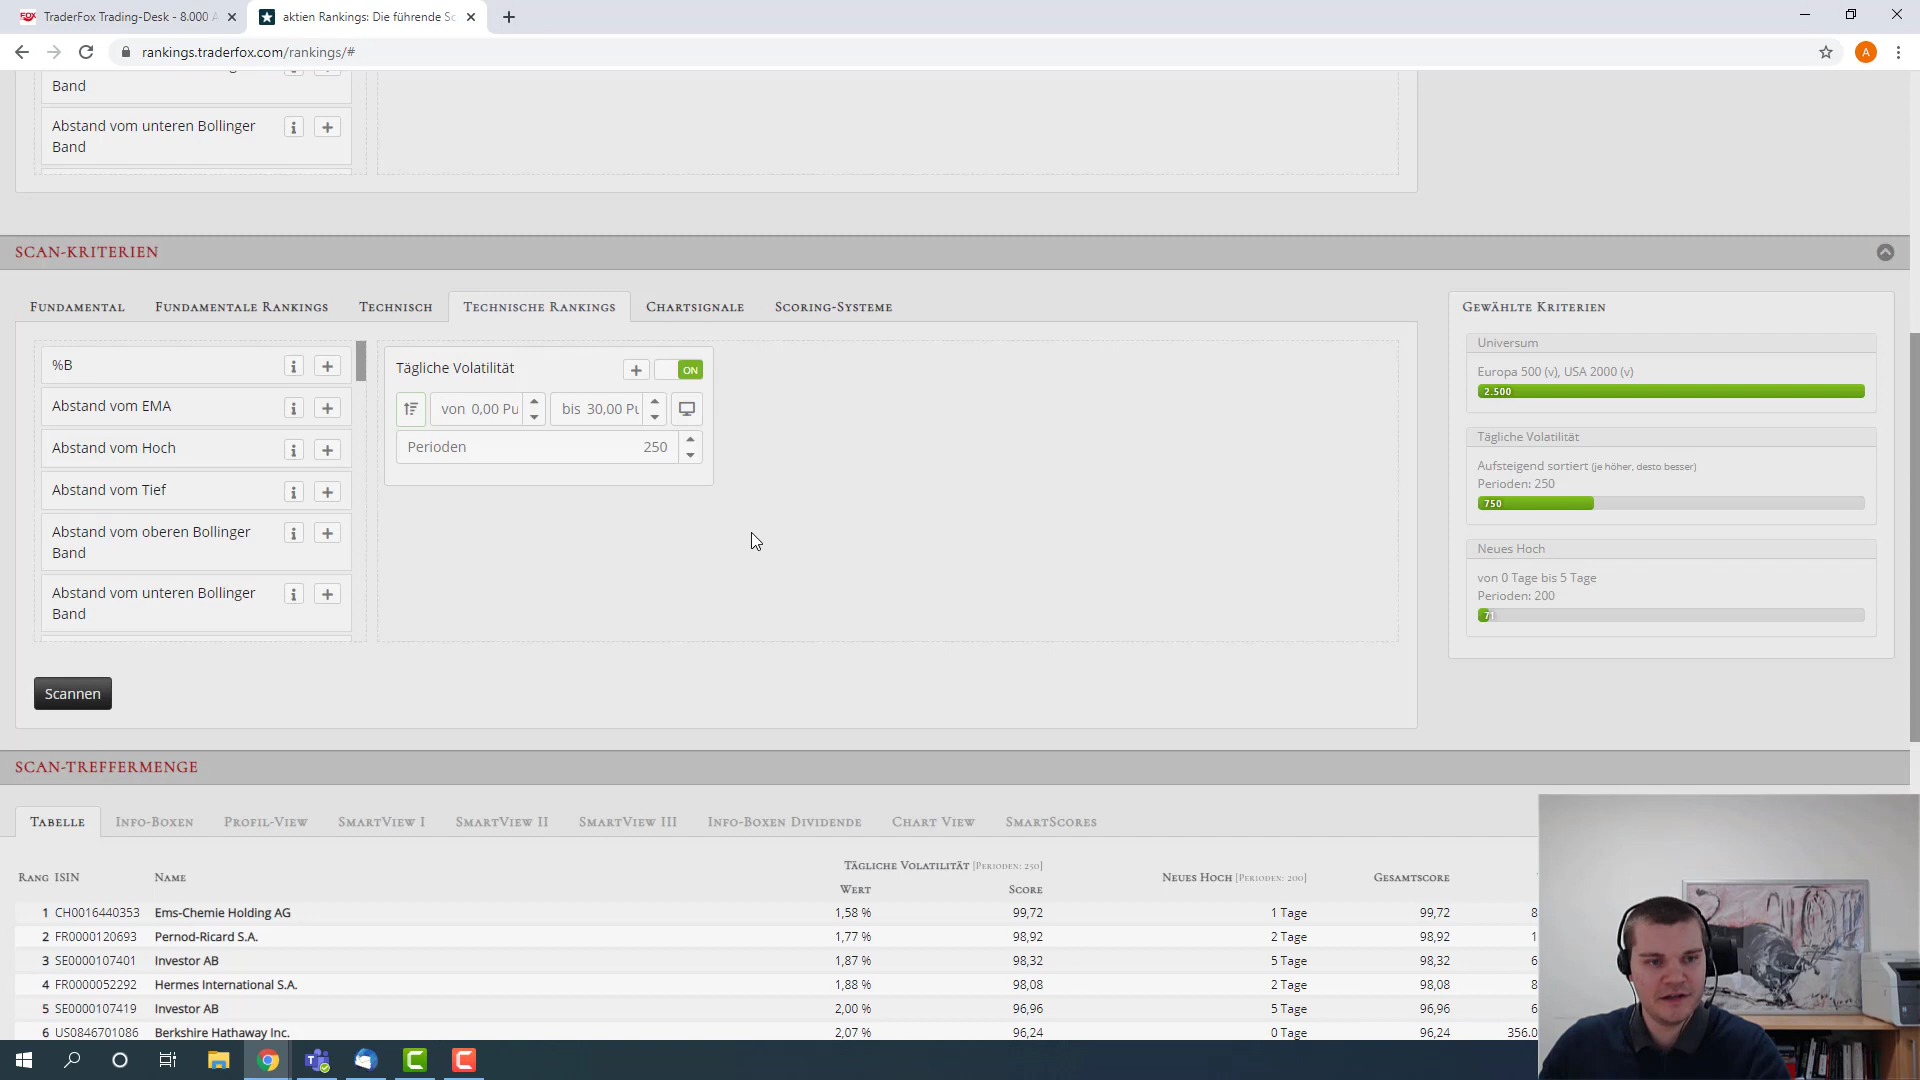 FOX TraderFox Trading-Desk - 8.000
aktien Rankings: Die führende Sc
rankings.traderfox.com/rankings/#
A
Band
Abstand vom unteren Bollinger
Band
SCAN-KRITERIEN
FUNDAMENTAL FUNDAMENTALE RANKINGS TECHNISCH TECHNISCHE RANKINGS CHARTSIGNALE SCORING-SYSTEME
%B
Abstand vom EMA
Abstand vom Hoch
Abstand vom Tief
Abstand vom oberen Bollinger
Band
Abstand vom unteren Bollinger
Band
Tägliche Volatilität ON
von 0,00 Pu bis 30,00 Pu
Perioden 250
GEWÄHLTE KRITERIEN
Universum
Europa 500 (v), USA 2000 (v)
2.500
Tägliche Volatilität
Aufsteigend sortiert (je höher, desto besser)
Perioden: 250
750
Neues Hoch
von 0 Tage bis 5 Tage
Perioden: 200
71
Scannen
SCAN-TREFFERMENGE
TABELLE INFO-BOXEN PROFIL-VIEW SMARTVIEW I SMARTVIEW II SMARTVIEW III INFO-BOXEN DIVIDENDE CHART VIEW SMARTSCORES
TÄGLICHE VOLATILITÄT [PERIODEN: 250]
RANG ISIN NAME NEUES HOCH [PERIODEN: 200] GESAMTSCORE
WERT SCORE
1 CH0016440353 Ems-Chemie Holding AG 1,58 % 99,72 1 Tage 99,72 8
2 FR0000120693 Pernod-Ricard S.A. 1,77 % 98,92 2 Tage 98,92 1
3 SE0000107401 Investor AB 1,87 % 98,32 5 Tage 98,32 6
4 FR0000052292 Hermes International S.A. 1,88 % 98,08 2 Tage 98,08 8
5 SE0000107419 Investor AB 2,00 % 96,96 5 Tage 96,96 6
6 US0846701086 Berkshire Hathaway Inc. 2,07 % 96,24 0 Tage 96,24 356.0